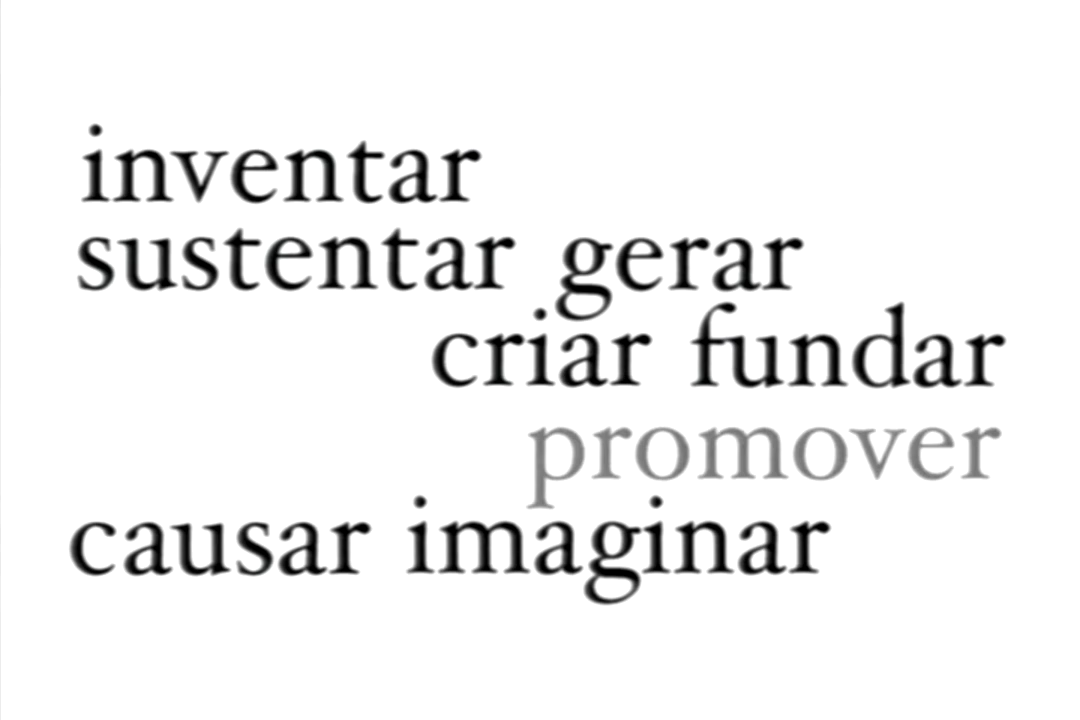 inventar
sustentar gerar
criar fundar
promover
causar imaginar